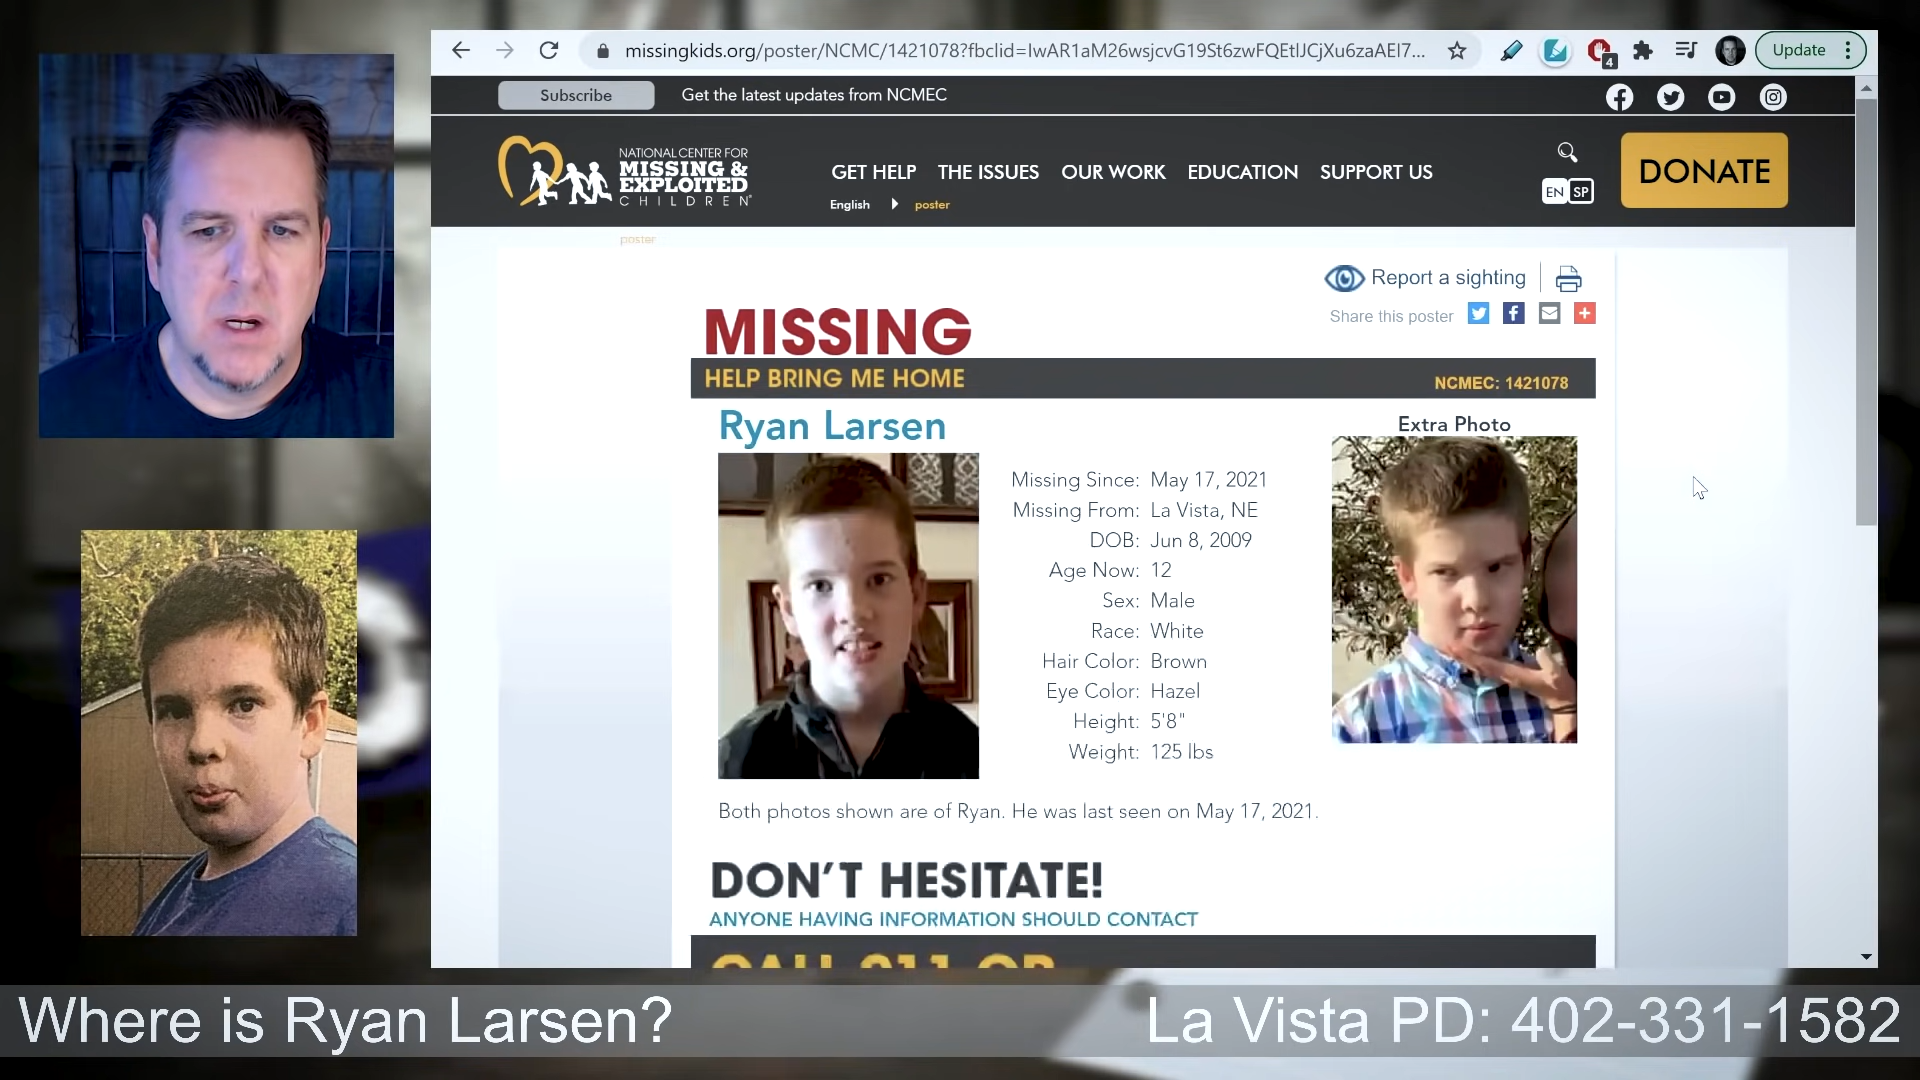 missingkids.org/poster/NCMC/1421078?fbclid=IwAR1aM26wsjcvG19St6zwFQEtlJCjXu6zaAEI7...
4
Update
Subscribe
Get the latest updates from NCMEC
NATIONAL CENTER FOR
MISSING &
EXPLOITED
CHILDREN
GET HELP THE ISSUES OUR WORK EDUCATION SUPPORT US
EN SP
DONATE
English poster
poster
Report a sighting
Share this poster
MISSING
HELP BRING ME HOME
NCMEC: 1421078
Ryan Larsen
Extra Photo
Missing Since: May 17, 2021
Missing From: La Vista, NE
DOB: Jun 8, 2009
Age Now: 12
Sex: Male
Race: White
Hair Color: Brown
Eye Color: Hazel
Height: 5'8"
Weight: 125 lbs
Both photos shown are of Ryan. He was last seen on May 17, 2021.
DON'T HESITATE!
ANYONE HAVING INFORMATION SHOULD CONTACT
CALL 911 OR
Where is Ryan Larsen?
La Vista PD: 402-331-1582